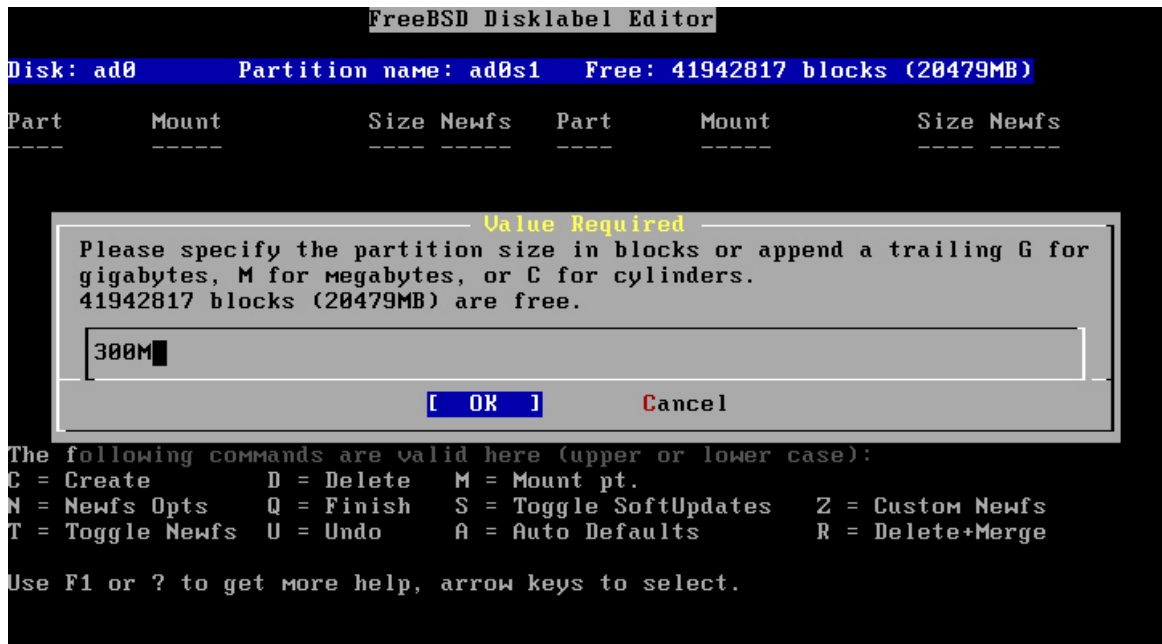 FreeBSD Disklabel Editor
Disk: ad0 Partition name: ad0s1 Free: 41942817 blocks (20479MB)
Part Mount Size Newfs Part Mount Size Newfs
---- ----- ---- ----- ---- ----- ---- -----
Value Required
Please specify the partition size in blocks or append a trailing G for
gigabytes, M for megabytes, or C for cylinders.
41942817 blocks (20479MB) are free.
300M
[ OK ] Cancel
The following commands are valid here (upper or lower case):
C = Create D = Delete M = Mount pt.
N = Newfs Opts Q = Finish S = Toggle SoftUpdates Z = Custom Newfs
T = Toggle Newfs U = Undo A = Auto Defaults R = Delete+Merge
Use F1 or ? to get more help, arrow keys to select.